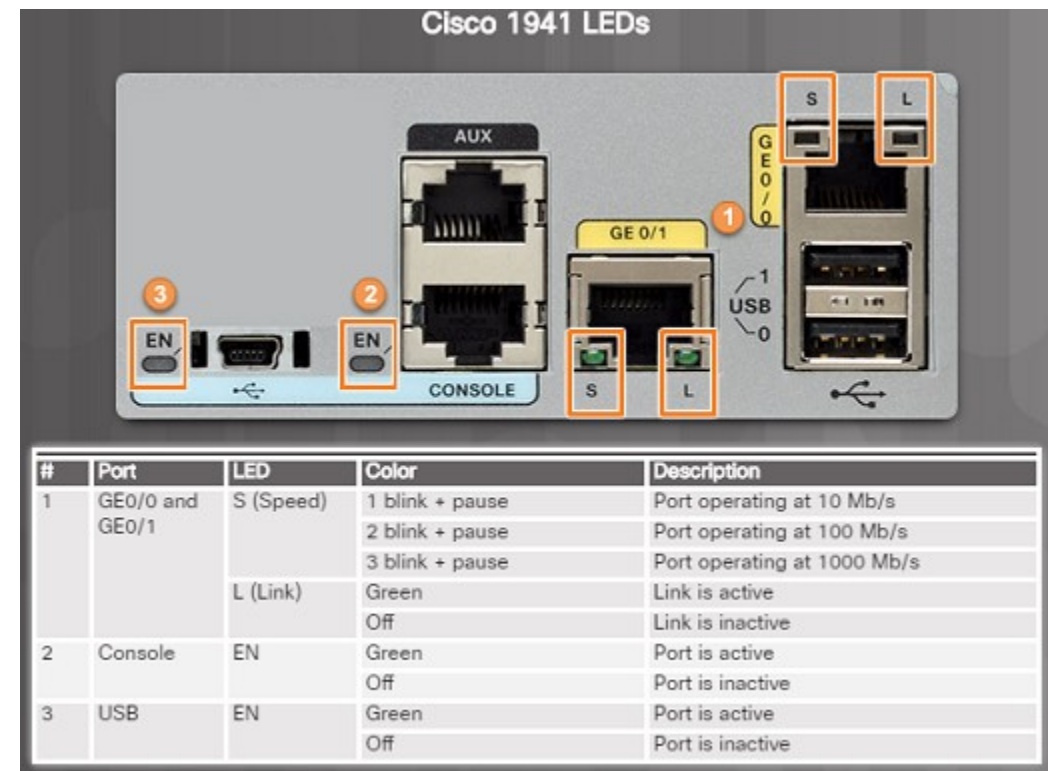 Cisco 1941 LEDs
S L
AUX
GE0/0
1
GE 0/1
1
USB
0
3
2
EN
EN
CONSOLE
S L
# Port LED Color Description
1 GE0/0 and GE0/1 S (Speed) 1 blink + pause Port operating at 10 Mb/s
2 blink + pause Port operating at 100 Mb/s
3 blink + pause Port operating at 1000 Mb/s
L (Link) Green Link is active
Off Link is inactive
2 Console EN Green Port is active
Off Port is inactive
3 USB EN Green Port is active
Off Port is inactive